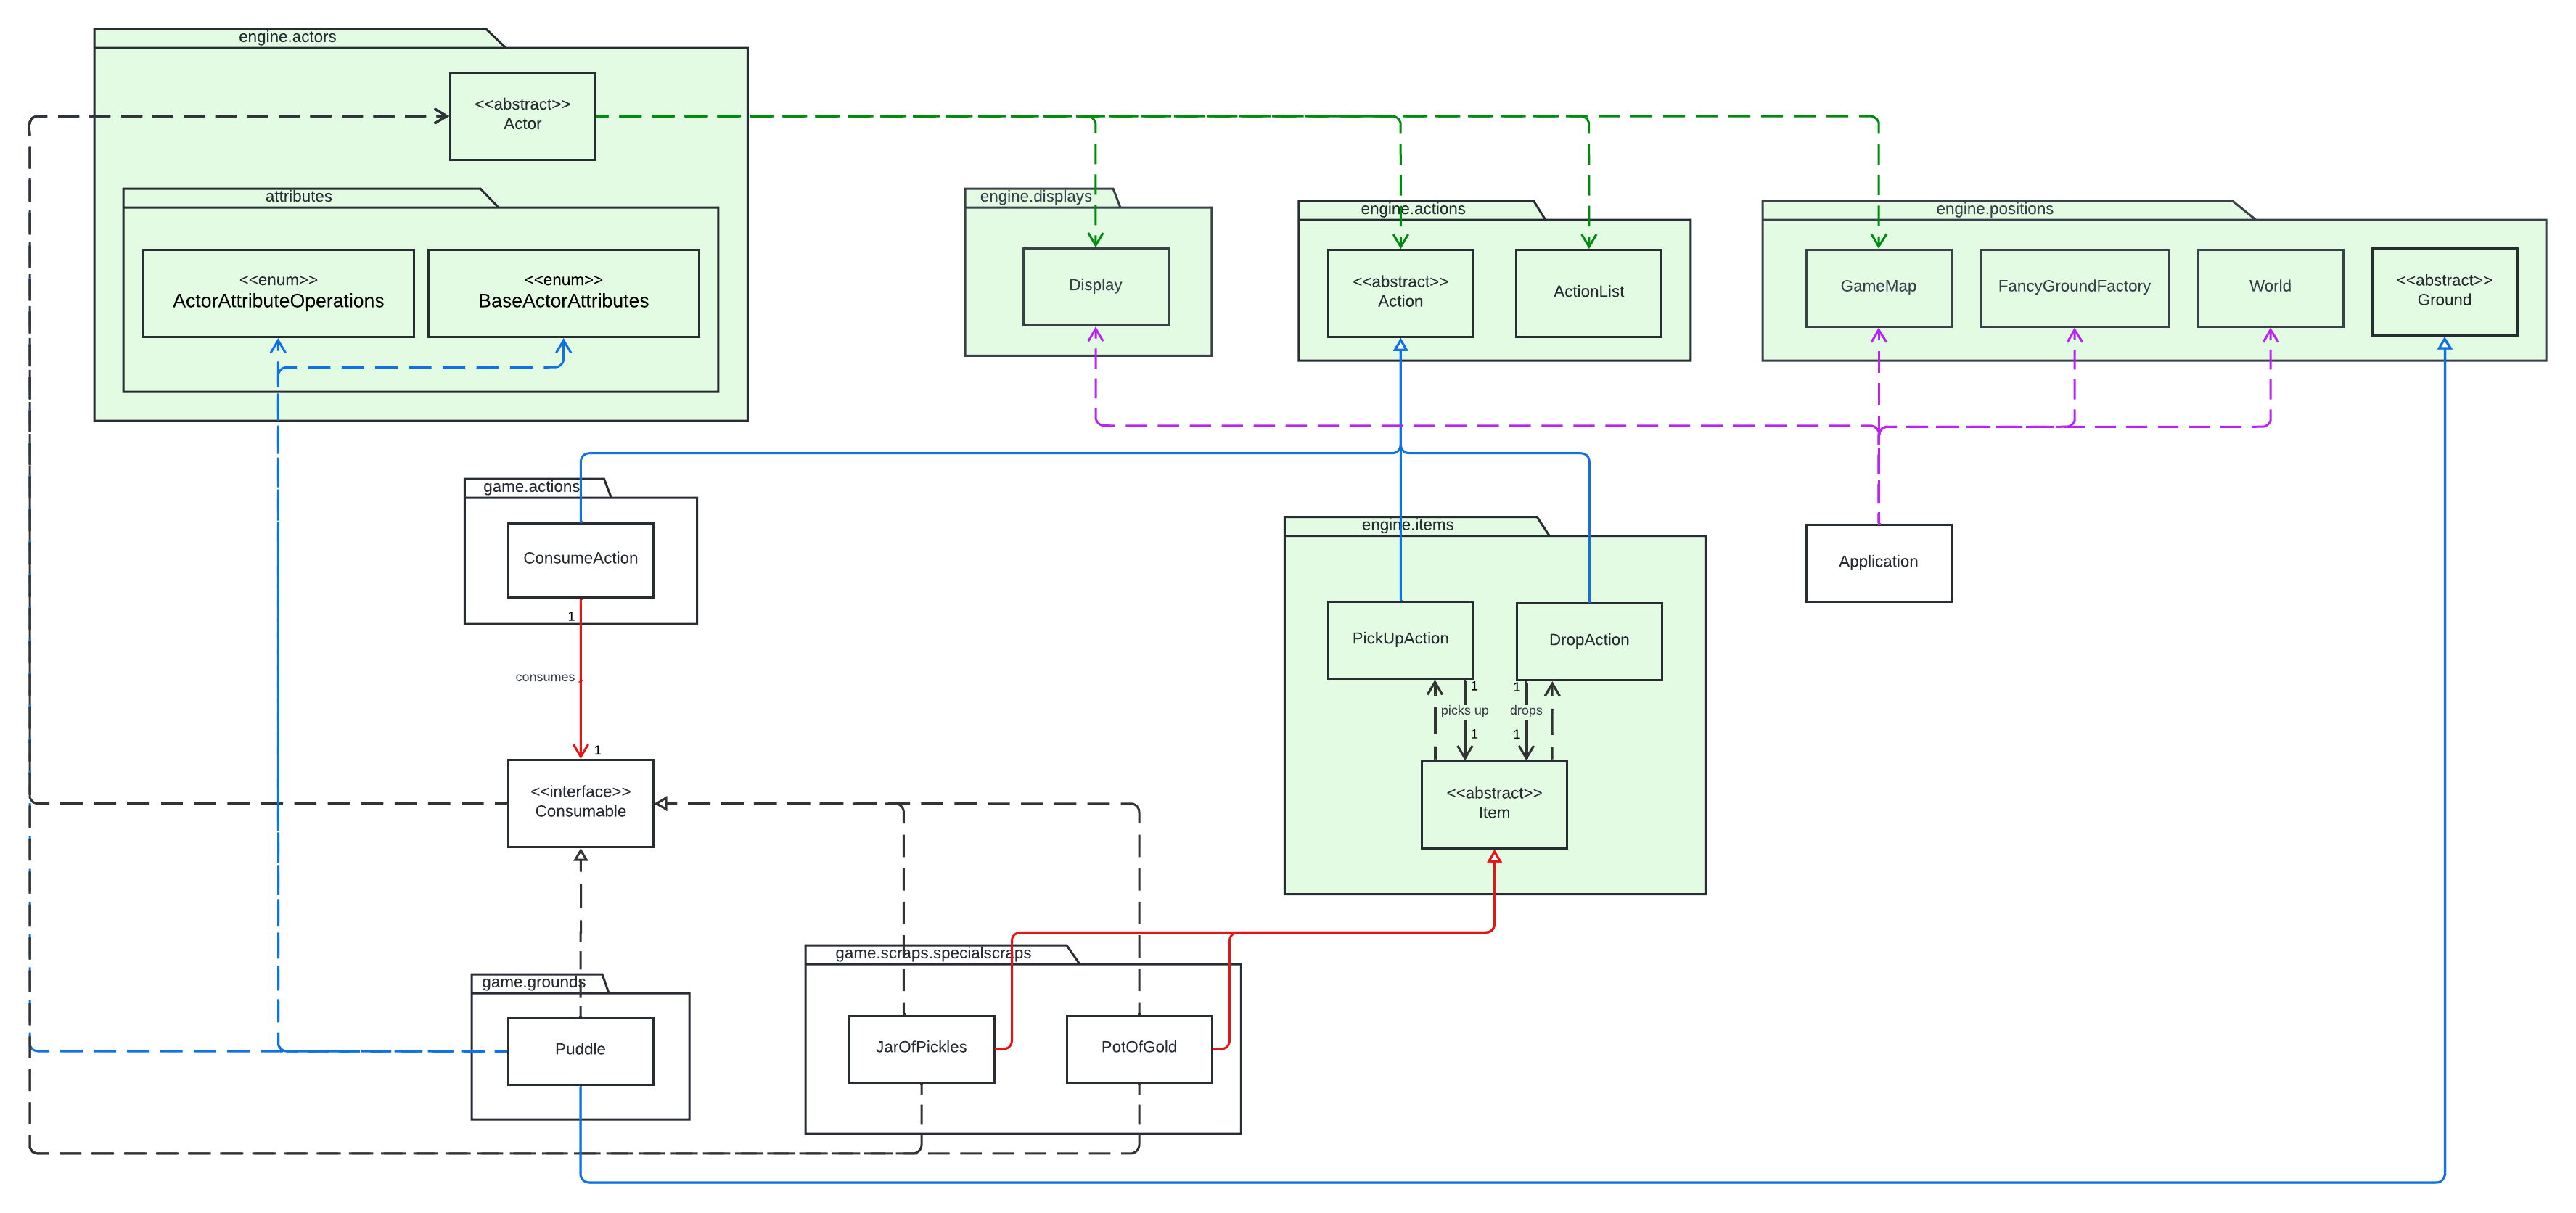 engine.actors
<<abstract>>
Actor
attributes
<<enum>>
ActorAttributeOperations
<<enum>>
BaseActorAttributes
engine.displays
Display
engine.actions
<<abstract>>
Action
ActionList
engine.positions
GameMap
FancyGroundFactory
World
<<abstract>>
Ground
game.actions
ConsumeAction
1
consumes
1
<<interface>>
Consumable
engine.items
PickUpAction
DropAction
1
1
picks up
drops
1
1
<<abstract>>
Item
Application
game.grounds
Puddle
game.scraps.specialscraps
JarOfPickles
PotOfGold